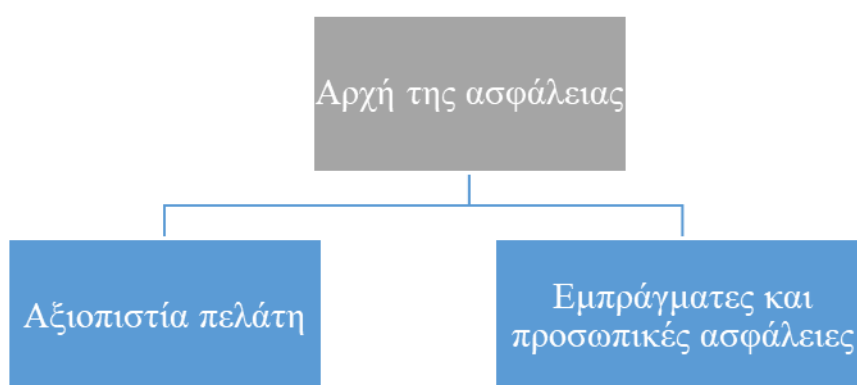 Αρχή της ασφάλειας
Αξιοπιστία πελάτη
Εμπράγματες και
προσωπικές ασφάλειες